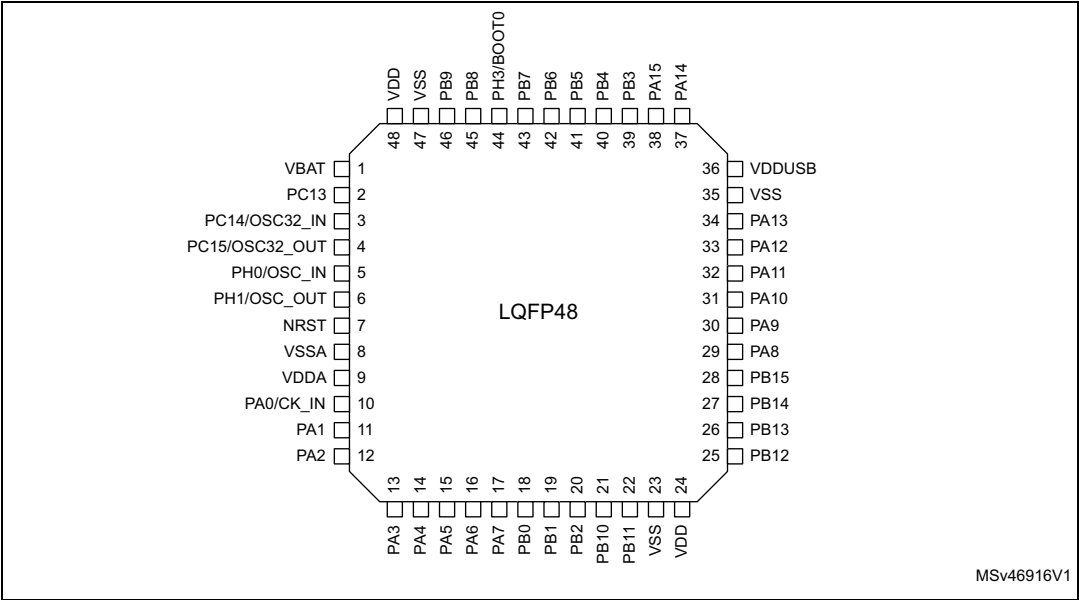 VDD
VSS
PB9
PB8
PH3/BOOT0
PB7
PB6
PB5
PB4
PB3
PA15
PA14
48
47
46
45
44
43
42
41
40
39
38
37
VBAT 1
PC13 2
PC14/OSC32_IN 3
PC15/OSC32_OUT 4
PH0/OSC_IN 5
PH1/OSC_OUT 6
NRST 7
VSSA 8
VDDA 9
PA0/CK_IN 10
PA1 11
PA2 12
LQFP48
36 VDDUSB
35 VSS
34 PA13
33 PA12
32 PA11
31 PA10
30 PA9
29 PA8
28 PB15
27 PB14
26 PB13
25 PB12
13
14
15
16
17
18
19
20
21
22
23
24
PA3
PA4
PA5
PA6
PA7
PB0
PB1
PB2
PB10
PB11
VSS
VDD
MSv46916V1